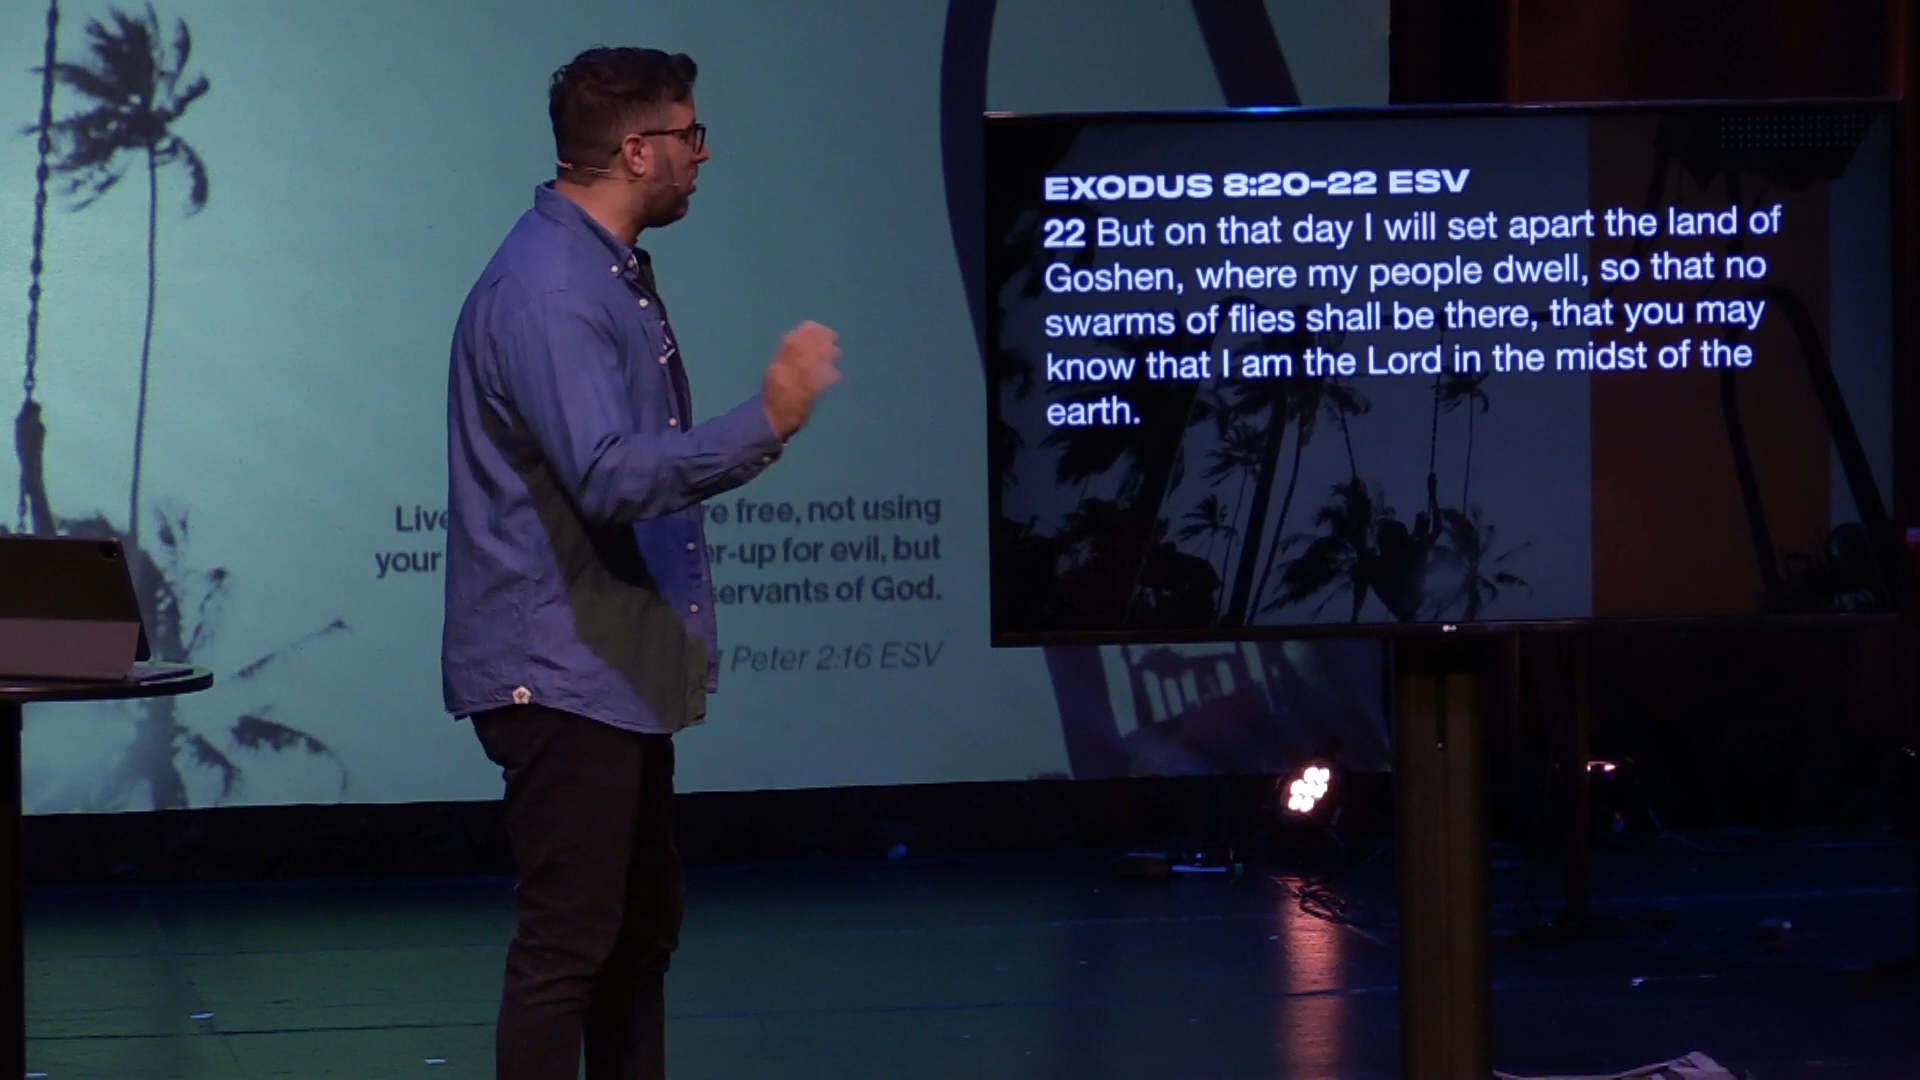 EXODUS 8:20-22 ESV
22 But on that day I will set apart the land of
Goshen, where my people dwell, so that no
swarms of flies shall be there, that you may
know that I am the Lord in the midst of the
earth.
Live free, not using
your for evil, but
servants of God.
Peter 2:16 ESV
LG